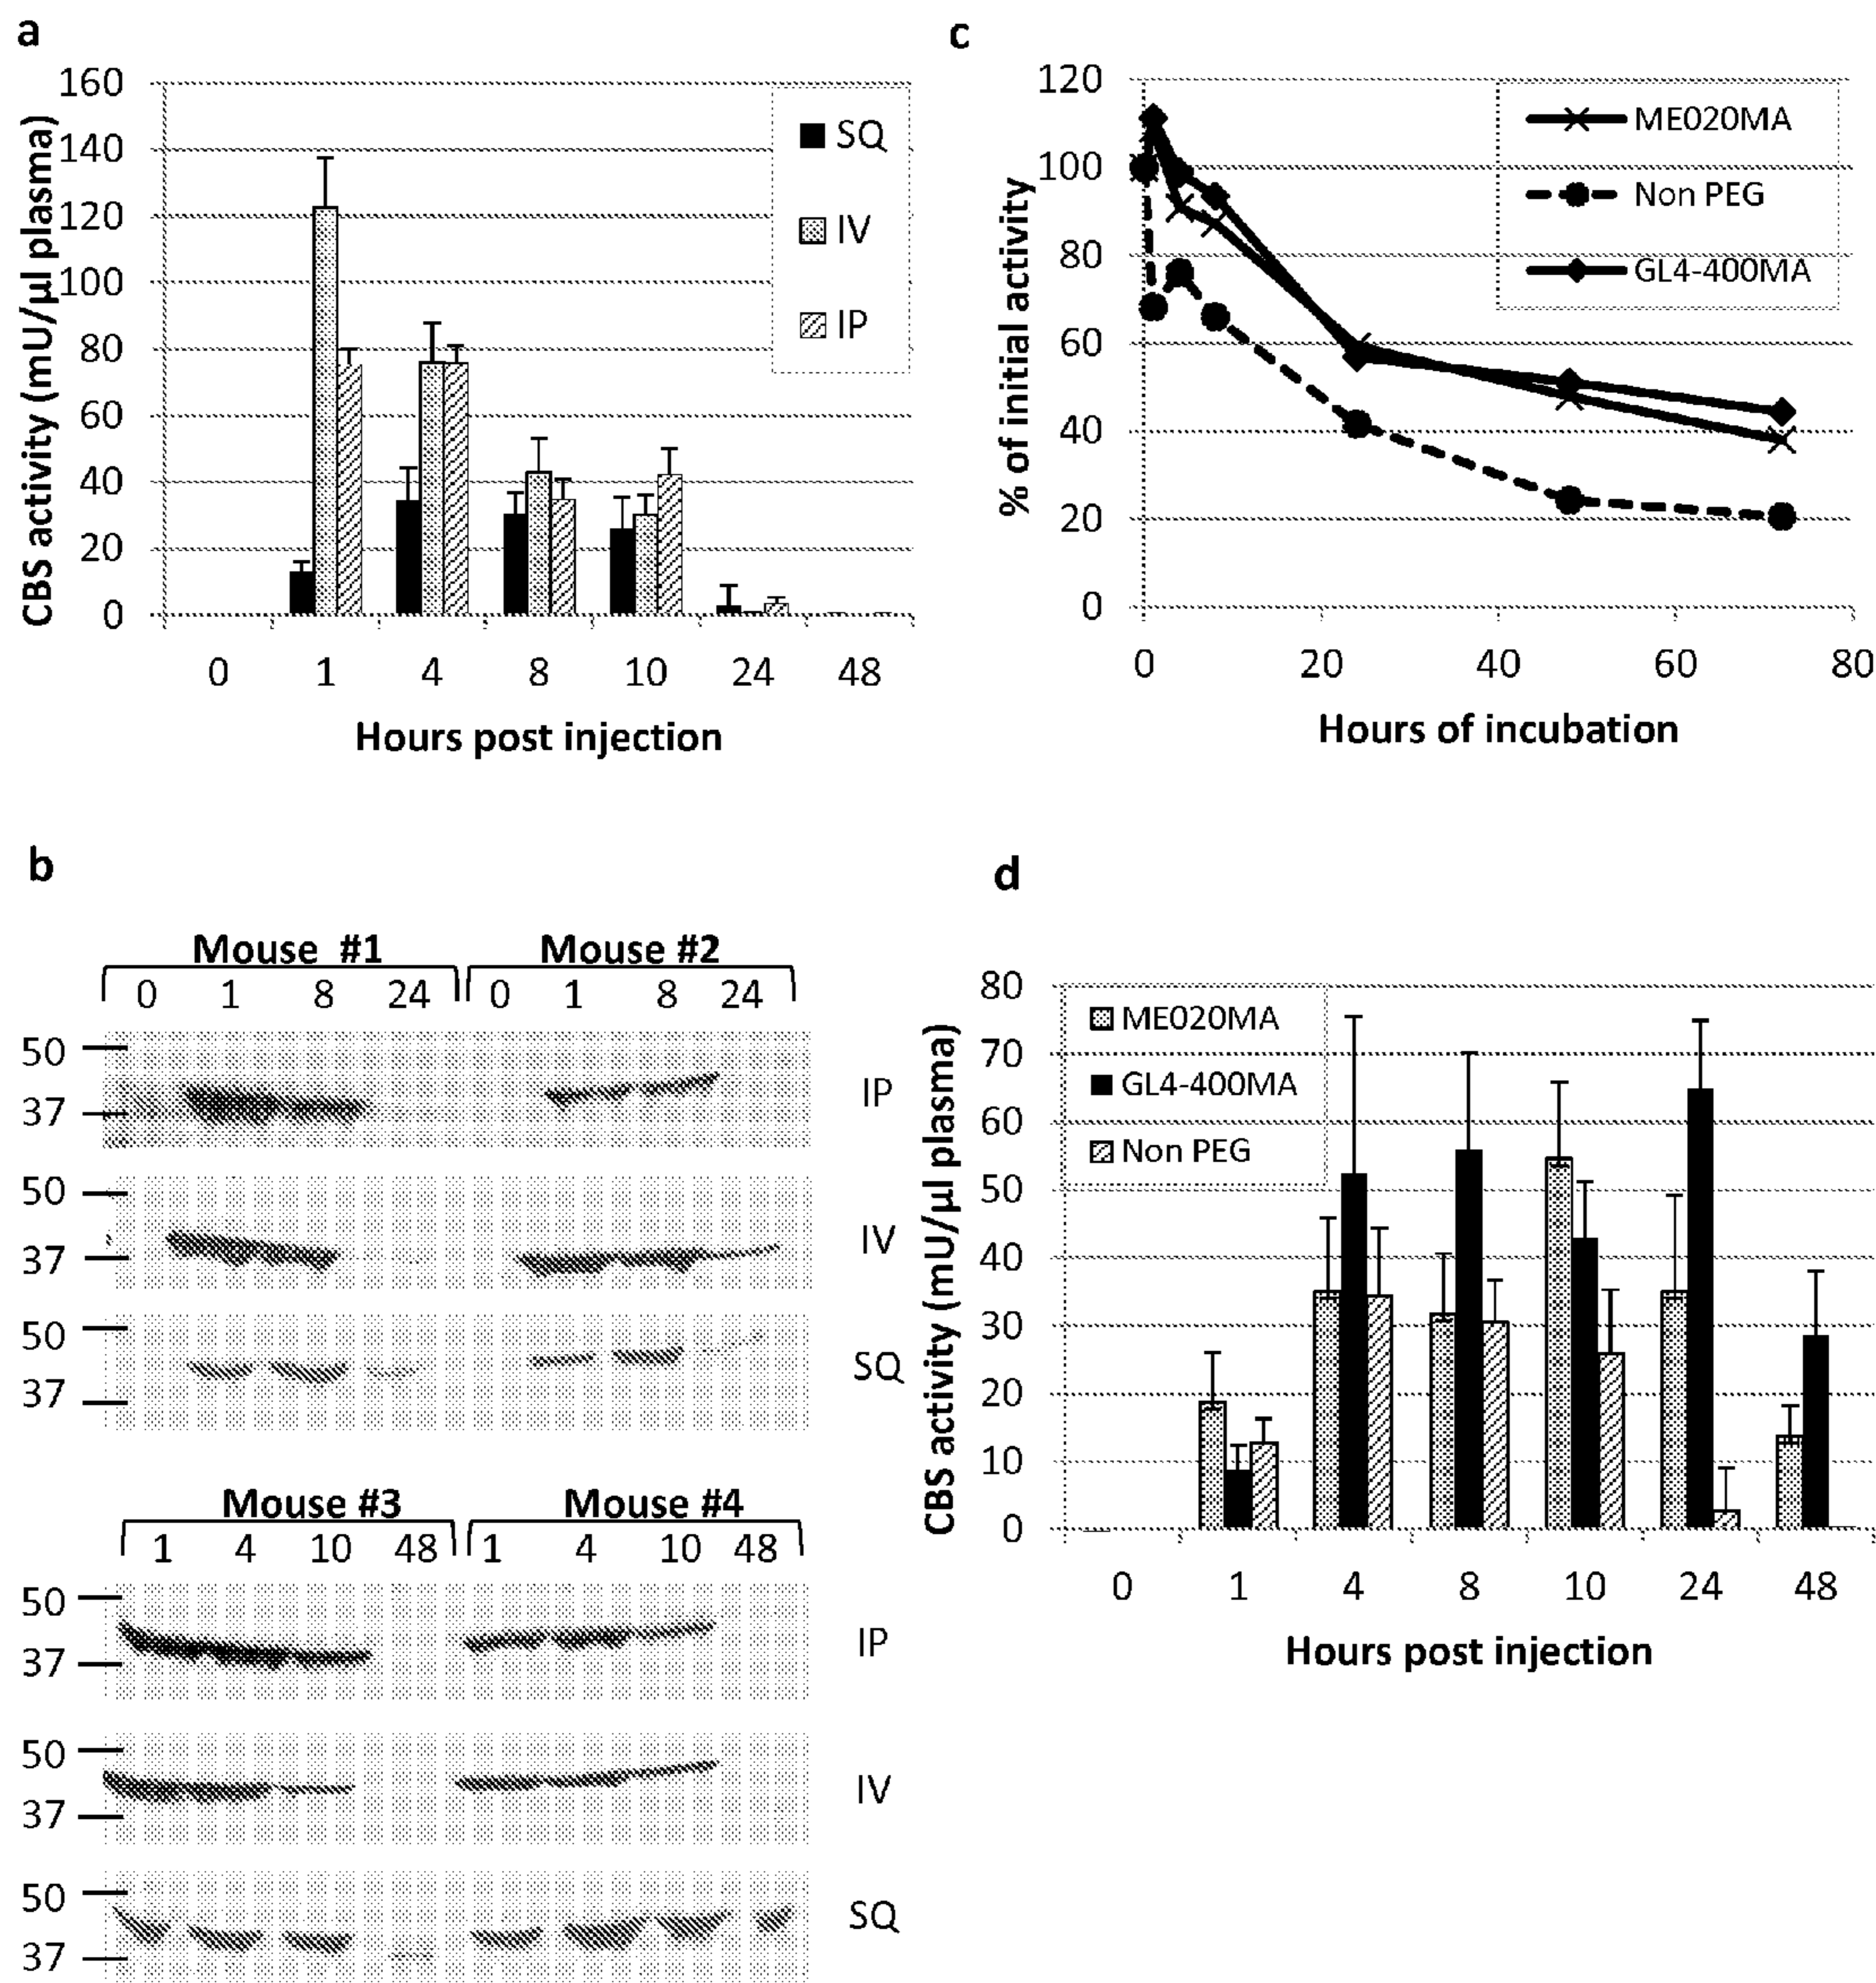 a
CBS activity (mU/µl plasma)
160
140
120
100
80
60
40
20
0
SQ
IV
IP
0 1 4 8 10 24 48
Hours post injection
c
% of initial activity
120
100
80
60
40
20
0
ME020MA
Non PEG
GL4-400MA
0 20 40 60 80
Hours of incubation
b
Mouse #1 Mouse #2
0 1 8 24 0 1 8 24
50
37
IP
50
37
IV
50
37
SQ
Mouse #3 Mouse #4
1 4 10 48 1 4 10 48
50
37
IP
50
37
IV
50
37
SQ
d
CBS activity (mU/µl plasma)
80
70
60
50
40
30
20
10
0
ME020MA
GL4-400MA
Non PEG
0 1 4 8 10 24 48
Hours post injection